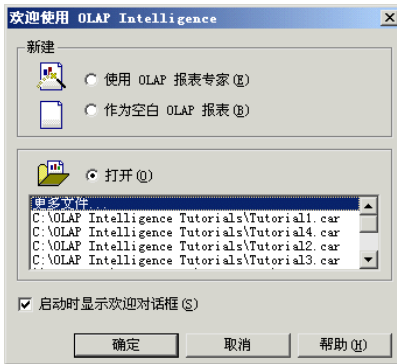 欢迎使用 OLAP Intelligence
新建
使用 OLAP 报表专家(E)
作为空白 OLAP 报表(B)
打开(O)
更多文件...
C:\OLAP Intelligence Tutorials\Tutorial1.car
C:\OLAP Intelligence Tutorials\Tutorial4.car
C:\OLAP Intelligence Tutorials\Tutorial2.car
C:\OLAP Intelligence Tutorials\Tutorial3.car
启动时显示欢迎对话框(S)
确定
取消
帮助(H)